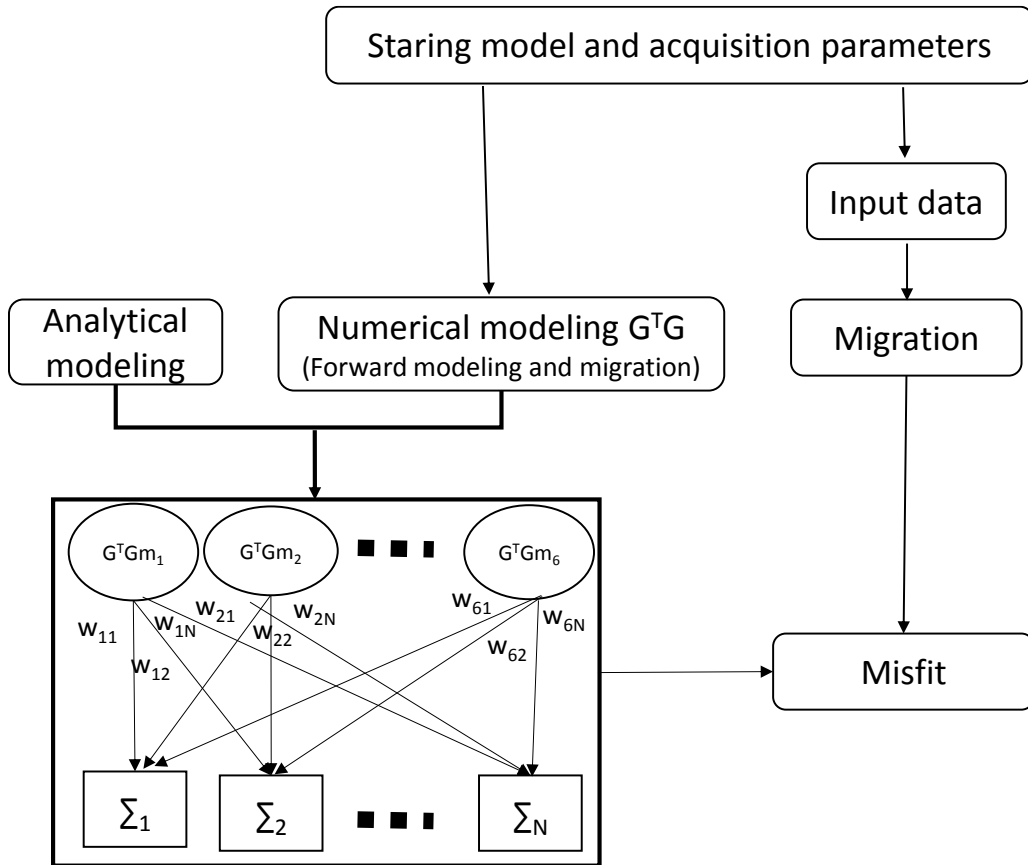 Staring model and acquisition parameters
Input data
Analytical
modeling
Numerical modeling GᵀG
(Forward modeling and migration)
Migration
GᵀGm₁
GᵀGm₂
GᵀGm₆
w₁₁
w₁₂
w₁N
w₂₁
w₂₂
w₂N
w₆₁
w₆₂
w₆N
Misfit
∑₁
∑₂
∑N